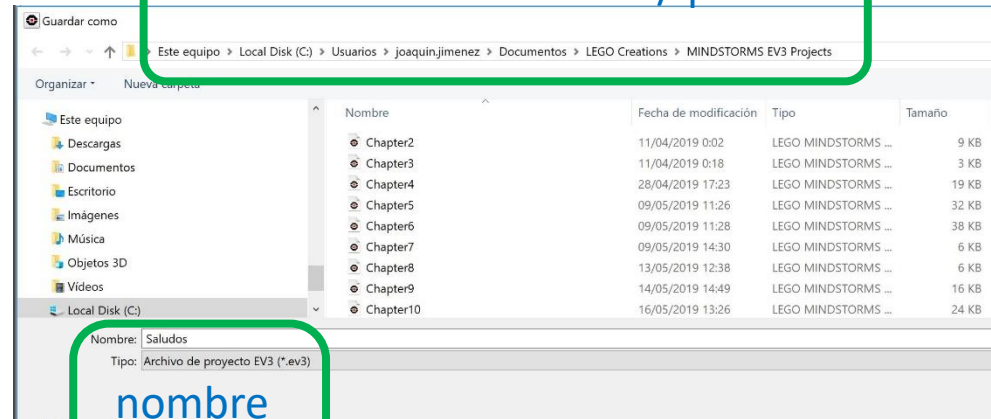 Guardar como
Este equipo > Local Disk (C:) > Usuarios > joaquin.jimenez > Documentos > LEGO Creations > MINDSTORMS EV3 Projects
Organizar Nueva carpeta
Este equipo
Descargas
Documentos
Escritorio
Imágenes
Música
Objetos 3D
Vídeos
Local Disk (C:)
Nombre Fecha de modificación Tipo Tamaño
Chapter2 11/04/2019 0:02 LEGO MINDSTORMS ... 9 KB
Chapter3 11/04/2019 0:18 LEGO MINDSTORMS ... 3 KB
Chapter4 28/04/2019 17:23 LEGO MINDSTORMS ... 19 KB
Chapter5 09/05/2019 11:26 LEGO MINDSTORMS ... 32 KB
Chapter6 09/05/2019 11:28 LEGO MINDSTORMS ... 38 KB
Chapter7 09/05/2019 14:30 LEGO MINDSTORMS ... 6 KB
Chapter8 13/05/2019 12:38 LEGO MINDSTORMS ... 6 KB
Chapter9 14/05/2019 14:49 LEGO MINDSTORMS ... 16 KB
Chapter10 16/05/2019 13:26 LEGO MINDSTORMS ... 24 KB
Nombre: Saludos
Tipo: Archivo de proyecto EV3 (*.ev3)
nombre